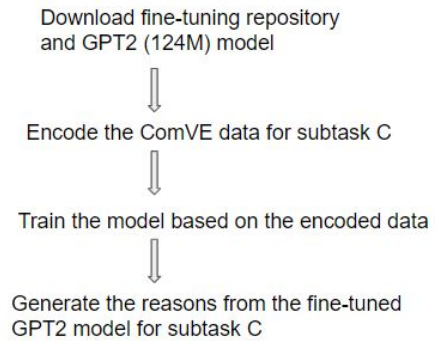 Download fine-tuning repository
and GPT2 (124M) model
Encode the ComVE data for subtask C
Train the model based on the encoded data
Generate the reasons from the fine-tuned
GPT2 model for subtask C